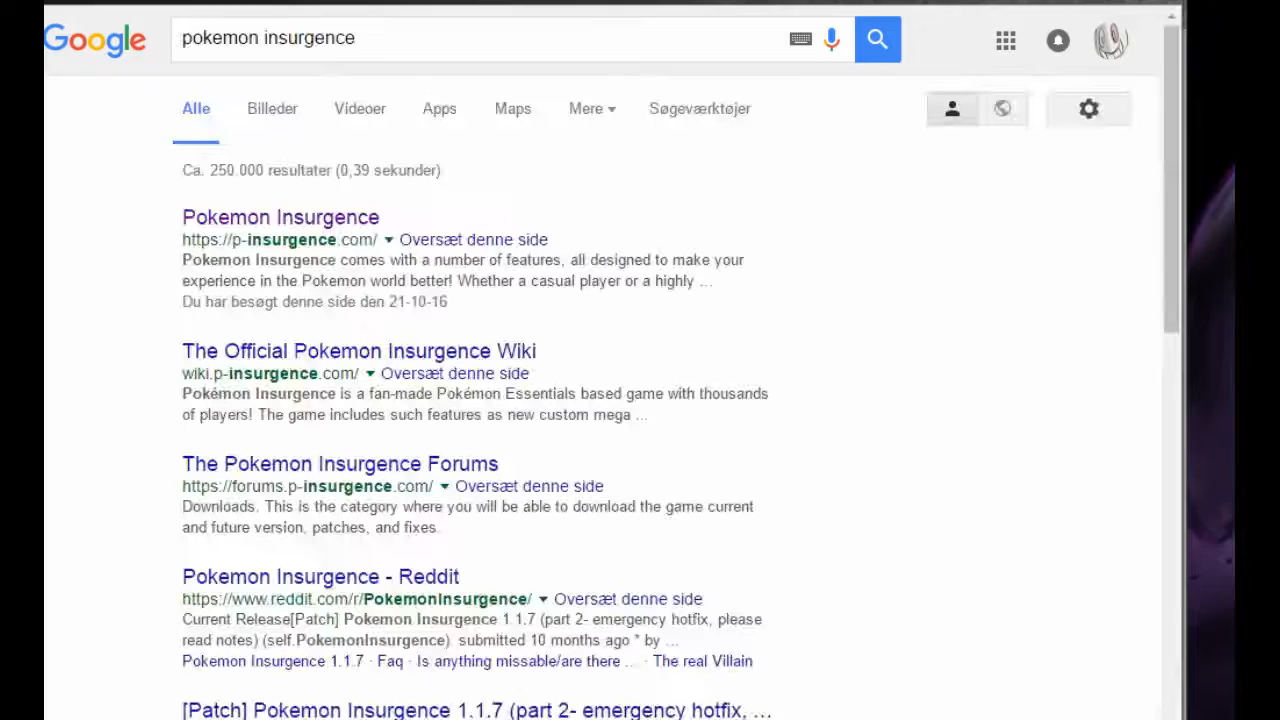 Google pokemon insurgence
Alle Billeder Videoer Apps Maps Mere Søgeværktøjer
Ca. 250.000 resultater (0,39 sekunder)
Pokemon Insurgence
https://p-insurgence.com/ Oversæt denne side
Pokemon Insurgence comes with a number of features, all designed to make your
experience in the Pokemon world better! Whether a casual player or a highly ...
Du har besøgt denne side den 21-10-16
The Official Pokemon Insurgence Wiki
wiki.p-insurgence.com/ Oversæt denne side
Pokémon Insurgence is a fan-made Pokémon Essentials based game with thousands
of players! The game includes such features as new custom mega ...
The Pokemon Insurgence Forums
https://forums.p-insurgence.com/ Oversæt denne side
Downloads. This is the category where you will be able to download the game current
and future version, patches, and fixes.
Pokemon Insurgence - Reddit
https://www.reddit.com/r/PokemonInsurgence/ Oversæt denne side
Current Release[Patch] Pokemon Insurgence 1.1.7 (part 2- emergency hotfix, please
read notes) (self.PokemonInsurgence). submitted 10 months ago * by ...
Pokemon Insurgence 1.1.7 · Faq · Is anything missable/are there ... · The real Villain
[Patch] Pokemon Insurgence 1.1.7 (part 2- emergency hotfix, ...